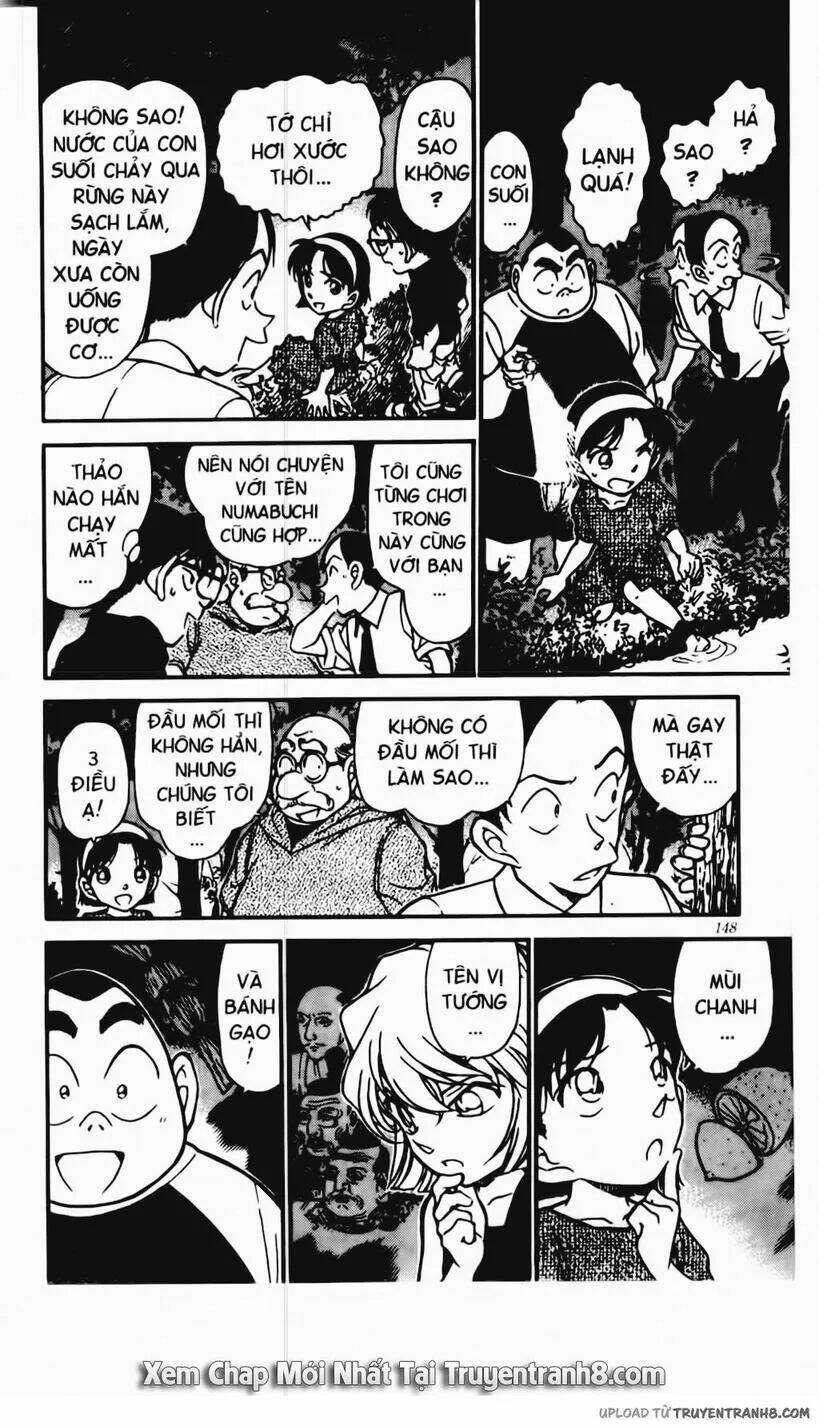 HẢ
?
SAO
?
LẠNH
QUÁ!
CON
SUỐI
...
CẬU
SAO
KHÔNG
?
TỚ CHỈ
HƠI XƯỚC
THÔI...
KHÔNG SAO!
NƯỚC CỦA CON
SUỐI CHẢY QUA
RỪNG NÀY
SẠCH LẮM,
NGÀY
XƯA CÒN
UỐNG
ĐƯỢC
CƠ...
TÔI CŨNG
TỪNG CHƠI
TRONG
NÀY CÙNG
VỚI BẠN
...
NÊN NÓI CHUYỆN
VỚI TÊN
NUMABUCHI
CŨNG HỢP...
THẢO
NÀO HẮN
CHẠY
MẤT
...
MÀ GAY
THẬT
ĐẤY...
KHÔNG CÓ
ĐẦU MỐI THÌ
LÀM SAO...
ĐẦU MỐI THÌ
KHÔNG HẲN,
NHƯNG
CHÚNG TÔI
BIẾT
...
3
ĐIỀU
Ạ!
148
MÙI
CHANH
...
TÊN VỊ
TƯỚNG
...
VÀ
BÁNH
GẠO
!
Xem Chap Mới Nhất Tại Truyentranh8.com
UPLOAD TỪ TRUYENTRANH8.COM